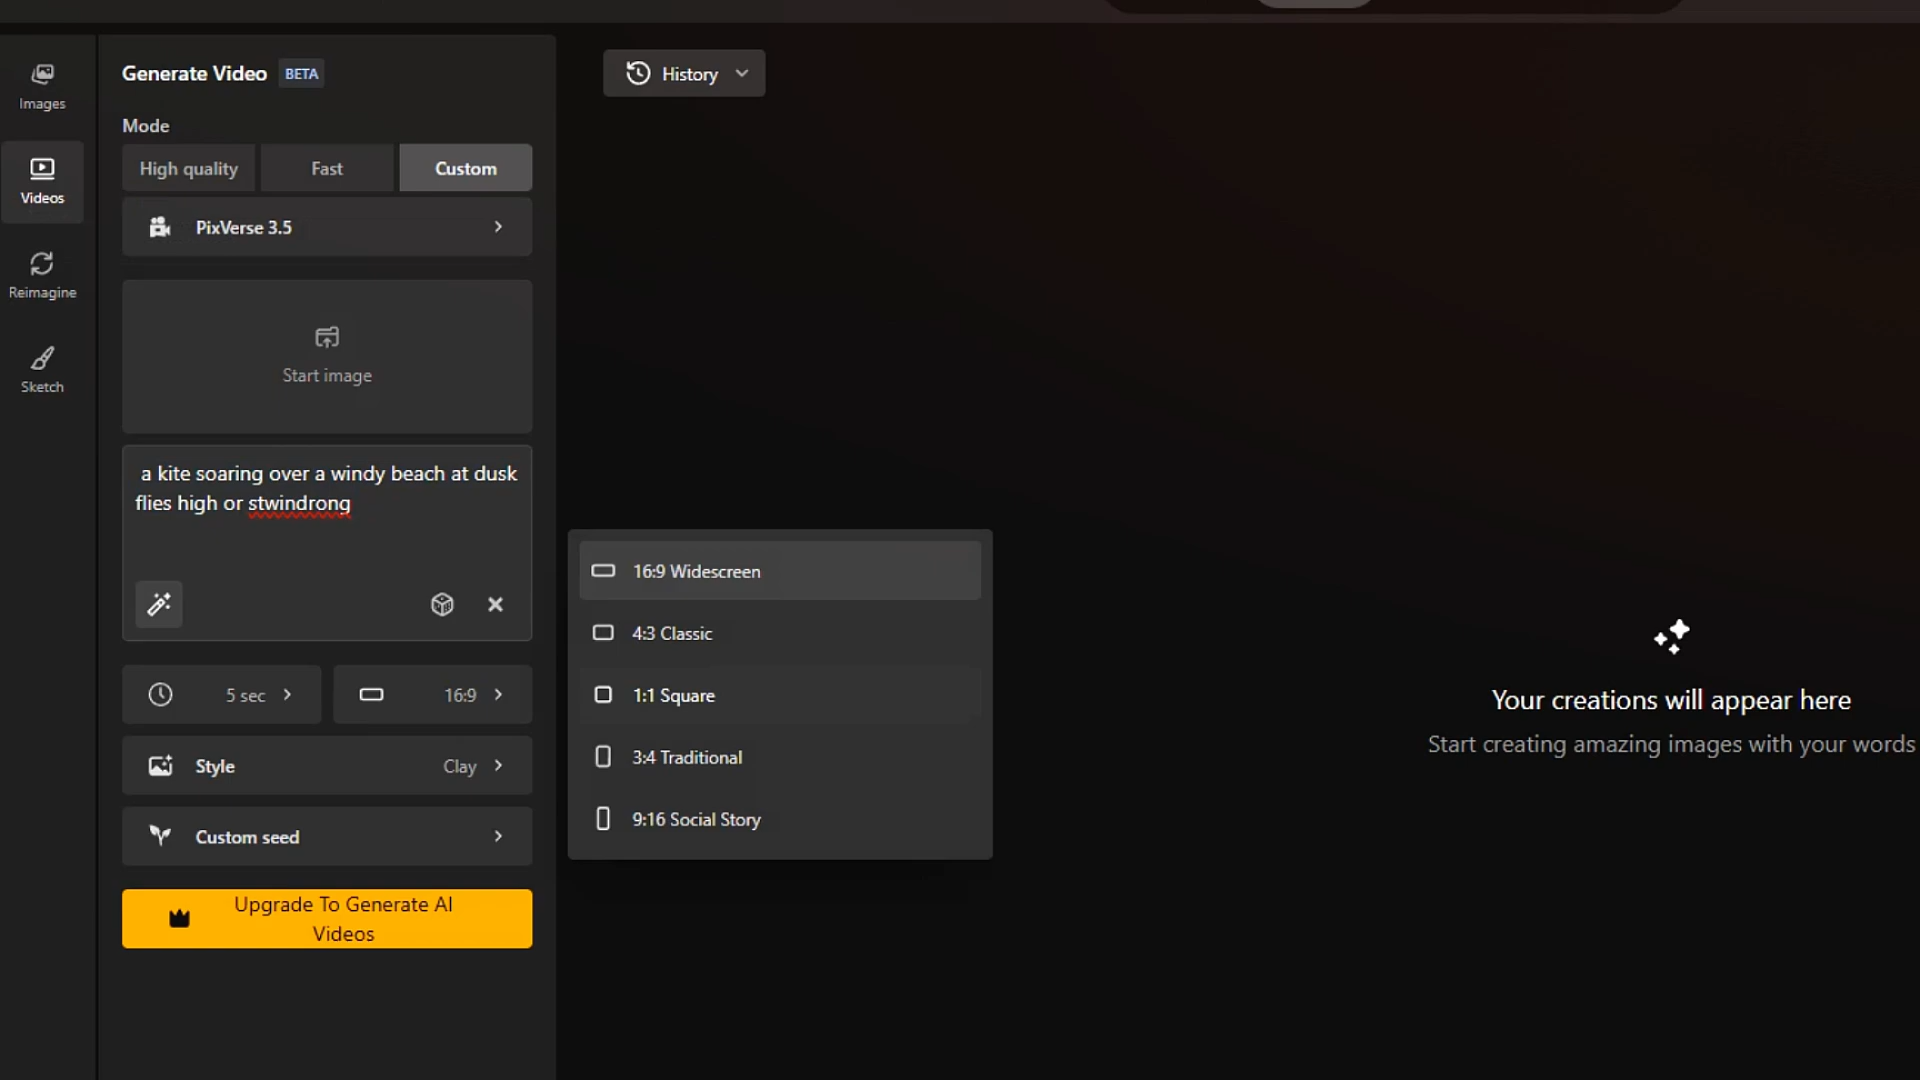 Images
Videos
Reimagine
Sketch
Generate Video BETA
Mode
High quality Fast Custom
PixVerse 3.5
Start image
a kite soaring over a windy beach at dusk
flies high or stwindrong
5 sec 16:9
Style Clay
Custom seed
Upgrade To Generate AI
Videos
History
16:9 Widescreen
4:3 Classic
1:1 Square
3:4 Traditional
9:16 Social Story
Your creations will appear here
Start creating amazing images with your words